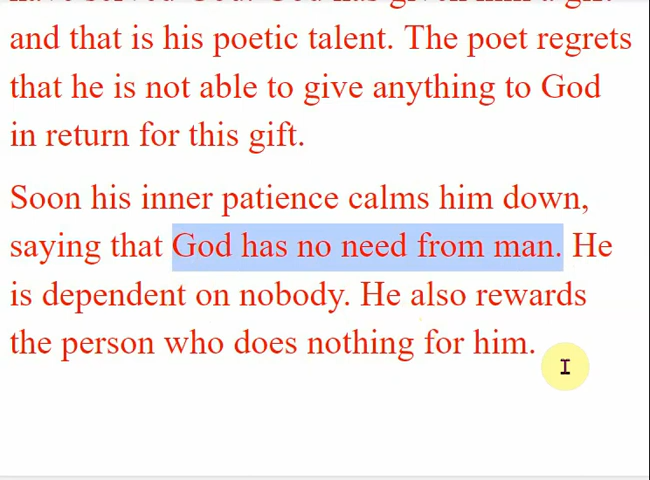 and that is his poetic talent. The poet regrets
that he is not able to give anything to God
in return for this gift.
Soon his inner patience calms him down,
saying that God has no need from man. He
is dependent on nobody. He also rewards
the person who does nothing for him.